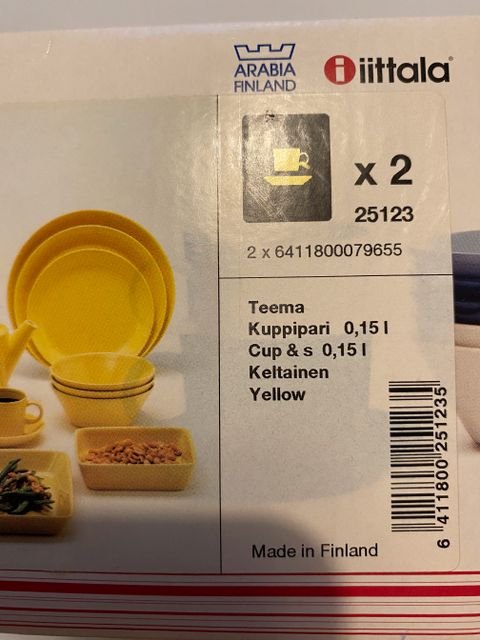 ARABIA
FINLAND
i iittala®
x 2
25123
2 x 6411800079655
Teema
Kuppipari 0,15 l
Cup & s 0,15 l
Keltainen
Yellow
6 411800 251235
Made in Finland